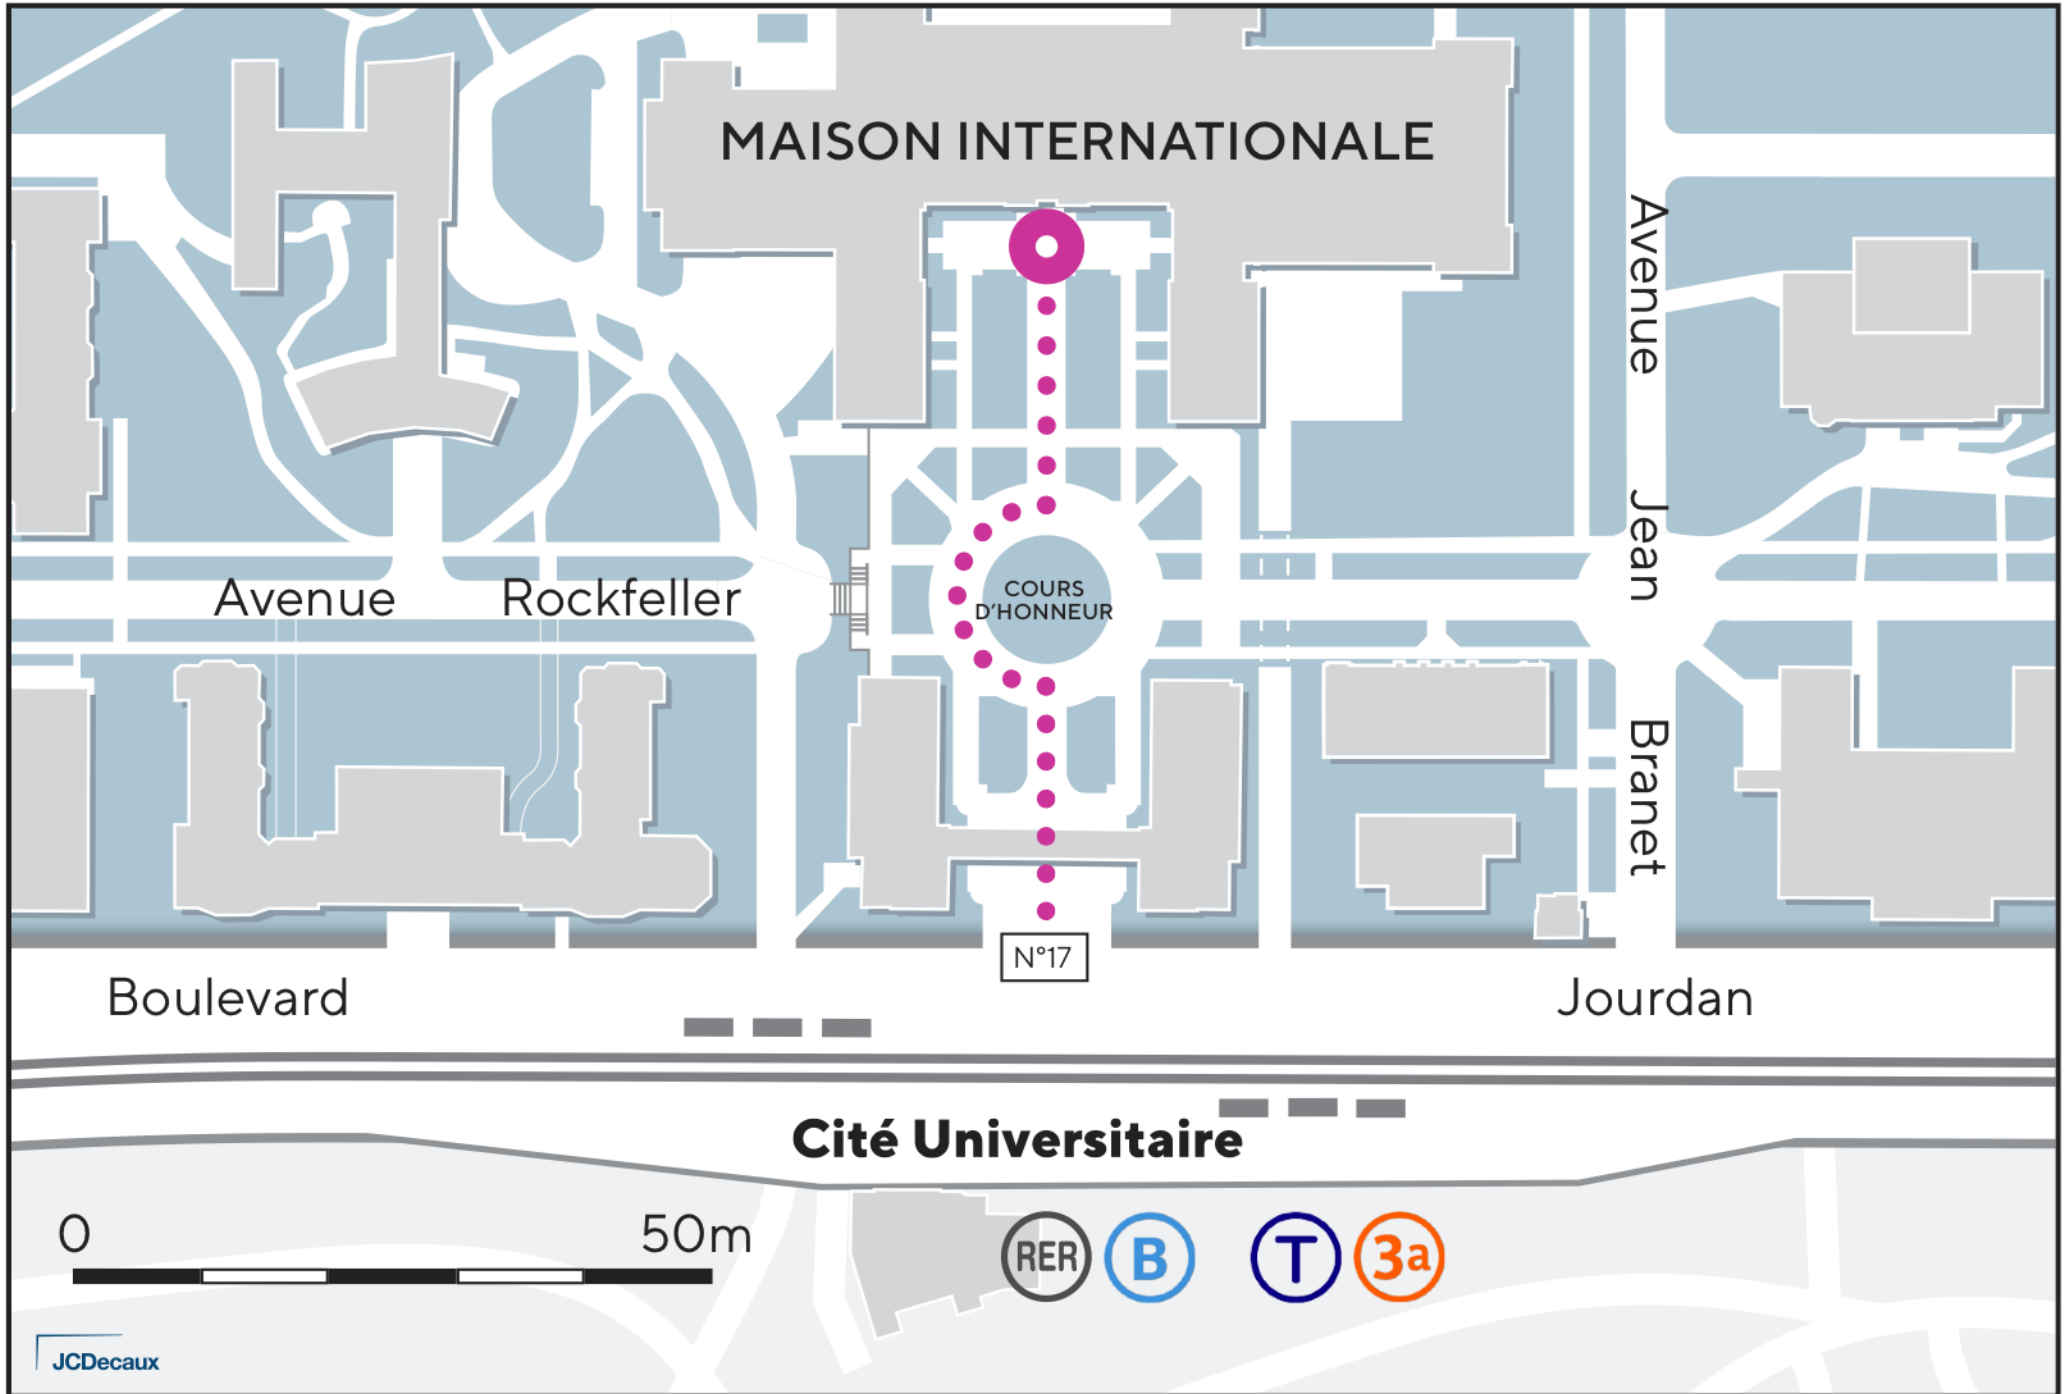 MAISON INTERNATIONALE
Avenue
Jean
Branet
COURS
D'HONNEUR
Avenue Rockfeller
N°17
Boulevard
Jourdan
Cité Universitaire
0
50m
RER
B
T
3a
JCDecaux